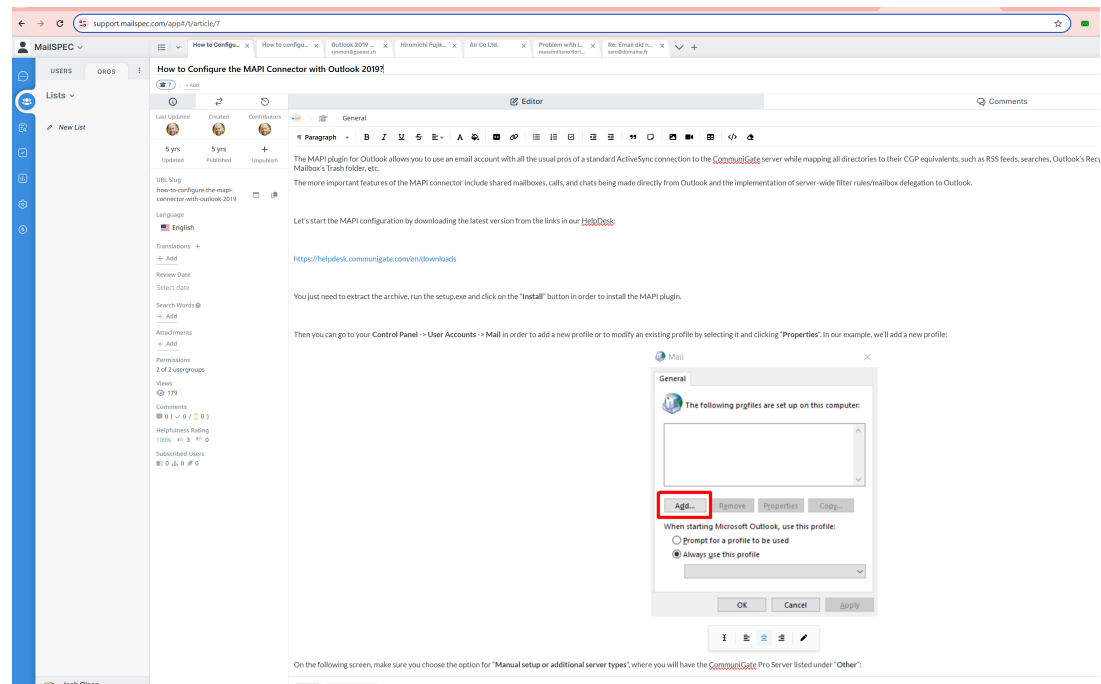 support.mailspec.com/app#/t/article/7
MailSPEC
How to Configu... x
How to configu... x
Outlook 2019 ... x
Hiromichi Fujik... x
Air Co Ltd. x
Problem with i... x
massimiliano.fiori...
Re: Email did n... x
sam@domaine.fr
USERS
ORGS
Lists
New List
How to Configure the MAPI Connector with Outlook 2019?
7
+ Add
Editor
Comments
Last Updated
Created
Contributors
5 yrs
5 yrs
+
Updated
Published
Unpublish
URL Slug
how-to-configure-the-mapi-
connector-with-outlook-2019
Language
English
Translations +
+ Add
Review Date
Select date
Search Words
+ Add
Attachments
+ Add
Permissions
2 of 2 usergroups
Views
179
Comments
0 ( ✓ 0 / 0 )
Helpfulness Rating
100% 3 0
Subscribed Users
0 0 0
General
Paragraph
B I U S A
The MAPI plugin for Outlook allows you to use an email account with all the usual pros of a standard ActiveSync connection to the CommuniGate server while mapping all directories to their CGP equivalents, such as RSS feeds, searches, Outlook's Recy
Mailbox's Trash folder, etc.
The more important features of the MAPI connector include shared mailboxes, calls, and chats being made directly from Outlook and the implementation of server-wide filter rules/mailbox delegation to Outlook.
Let's start the MAPI configuration by downloading the latest version from the links in our HelpDesk:
https://helpdesk.communigate.com/en/downloads
You just need to extract the archive, run the setup.exe and click on the "Install" button in order to install the MAPI plugin.
Then you can go to your Control Panel -> User Accounts -> Mail in order to add a new profile or to modify an existing profile by selecting it and clicking "Properties". In our example, we'll add a new profile:
Mail
General
The following profiles are set up on this computer:
Add...
Remove
Properties
Copy...
When starting Microsoft Outlook, use this profile:
Prompt for a profile to be used
Always use this profile
OK
Cancel
Apply
On the following screen, make sure you choose the option for "Manual setup or additional server types", where you will have the CommuniGate Pro Server listed under "Other":